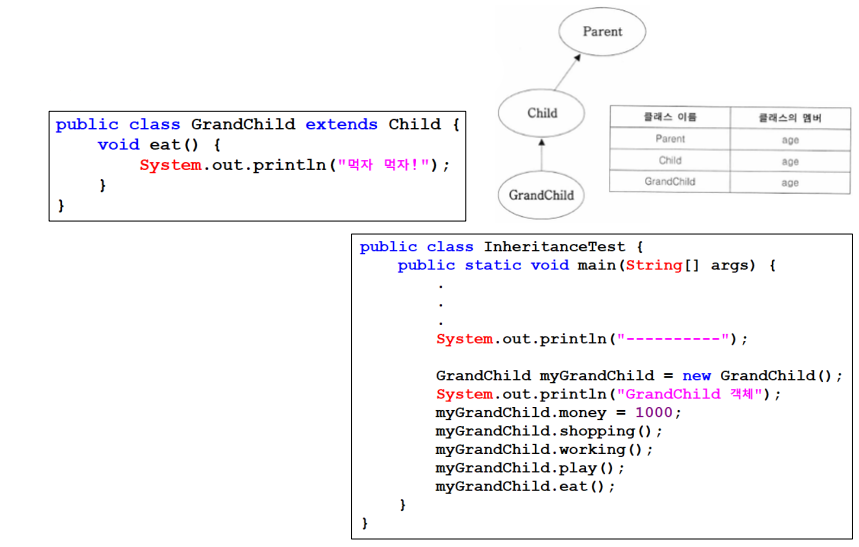 Parent
Child
GrandChild
클래스 이름 클래스의 멤버
Parent age
Child age
GrandChild age
public class GrandChild extends Child {
    void eat() {
        System.out.println("먹자 먹자!");
    }
}
public class InheritanceTest {
    public static void main(String[] args) {
        .
        .
        .
        System.out.println("----------");
        GrandChild myGrandChild = new GrandChild();
        System.out.println("GrandChild 객체");
        myGrandChild.money = 1000;
        myGrandChild.shopping();
        myGrandChild.working();
        myGrandChild.play();
        myGrandChild.eat();
    }
}